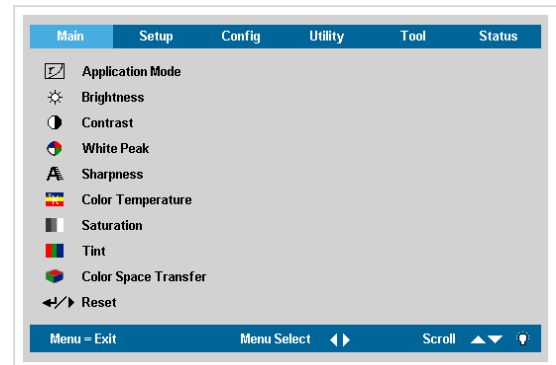 Main Setup Config Utility Tool Status
Application Mode
Brightness
Contrast
White Peak
Sharpness
Color Temperature
Saturation
Tint
Color Space Transfer
Reset
Menu = Exit Menu Select Scroll